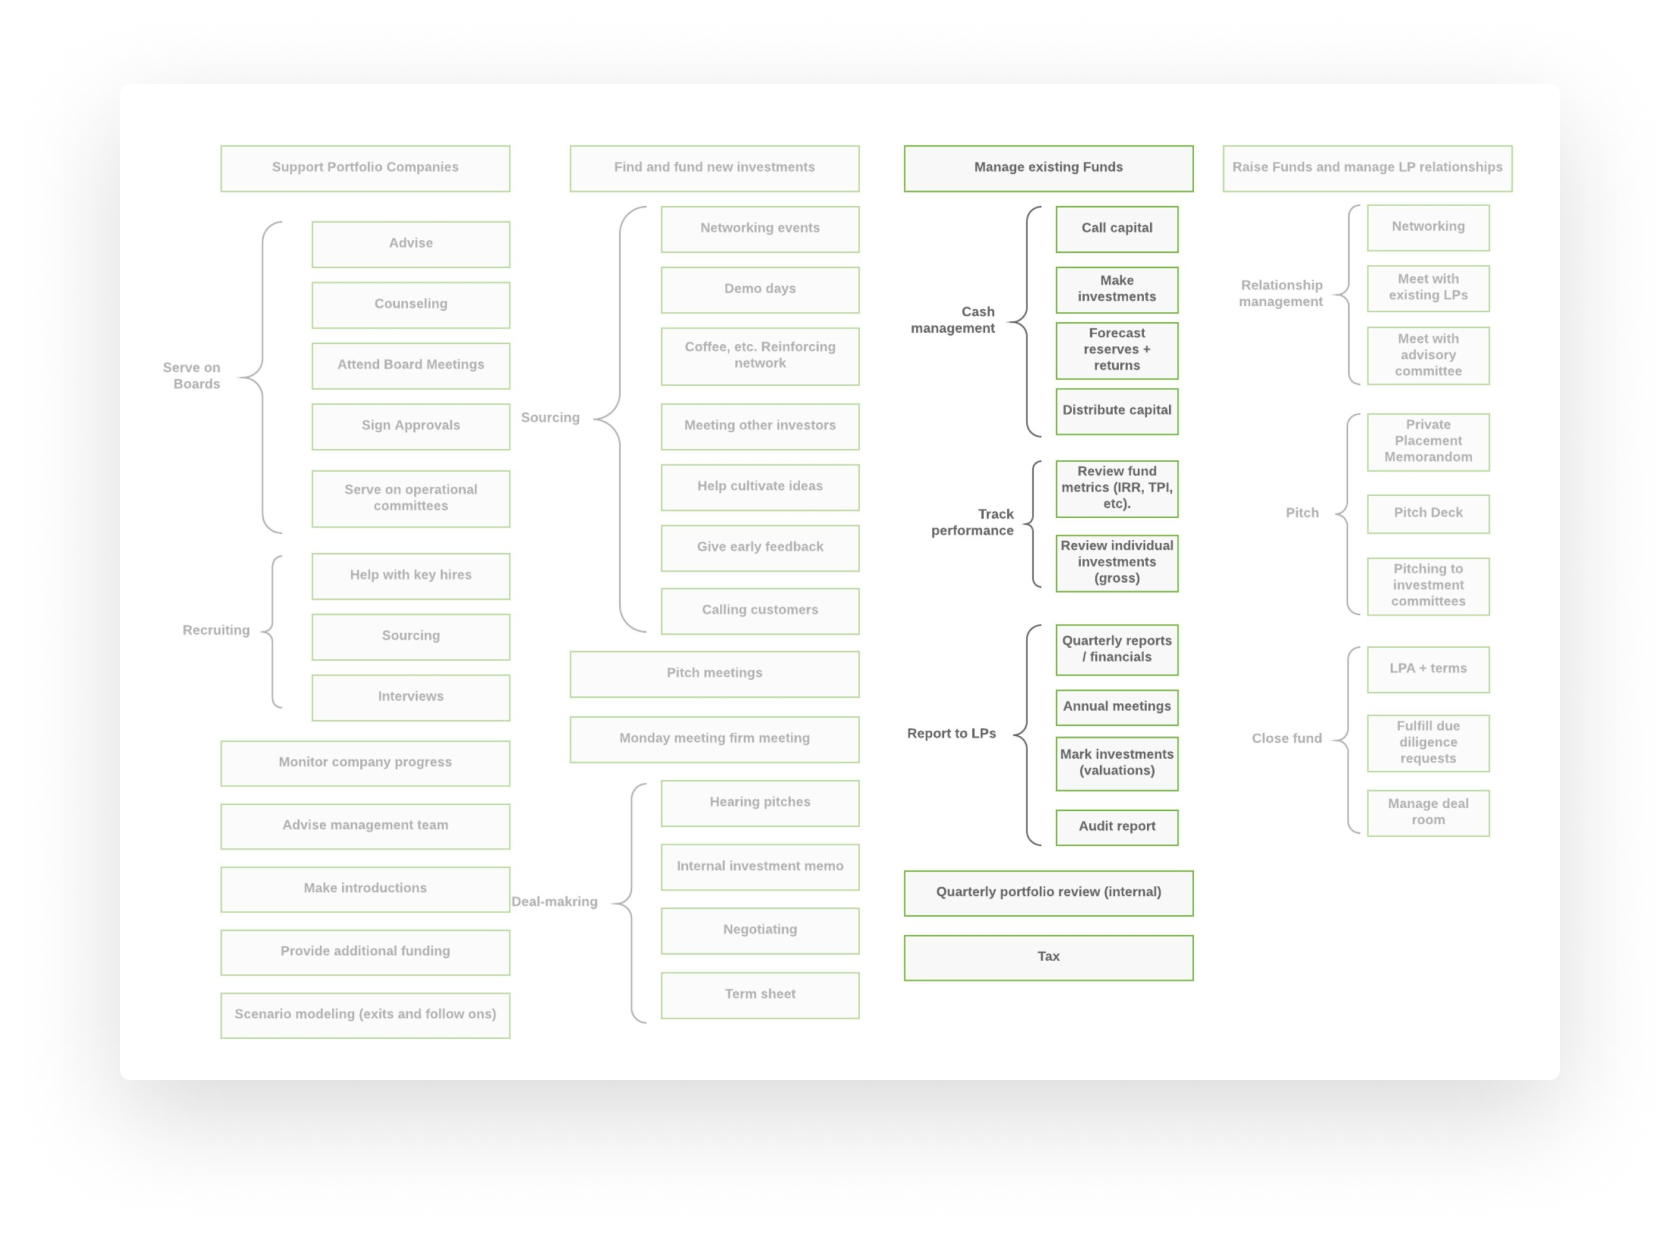 Support Portfolio Companies
Serve on
Boards
Advise
Counseling
Attend Board Meetings
Sign Approvals
Serve on operational
committees
Recruiting
Help with key hires
Sourcing
Interviews
Monitor company progress
Advise management team
Make introductions
Provide additional funding
Scenario modeling (exits and follow ons)
Find and fund new investments
Sourcing
Networking events
Demo days
Coffee, etc. Reinforcing
network
Meeting other investors
Help cultivate ideas
Give early feedback
Calling customers
Pitch meetings
Monday meeting firm meeting
Deal-makring
Hearing pitches
Internal investment memo
Negotiating
Term sheet
Manage existing Funds
Cash
management
Call capital
Make
investments
Forecast
reserves +
returns
Distribute capital
Track
performance
Review fund
metrics (IRR, TPI,
etc).
Review individual
investments
(gross)
Report to LPs
Quarterly reports
/ financials
Annual meetings
Mark investments
(valuations)
Audit report
Quarterly portfolio review (internal)
Tax
Raise Funds and manage LP relationships
Relationship
management
Networking
Meet with
existing LPs
Meet with
advisory
committee
Pitch
Private
Placement
Memorandom
Pitch Deck
Pitching to
investment
committees
Close fund
LPA + terms
Fulfill due
diligence
requests
Manage deal
room